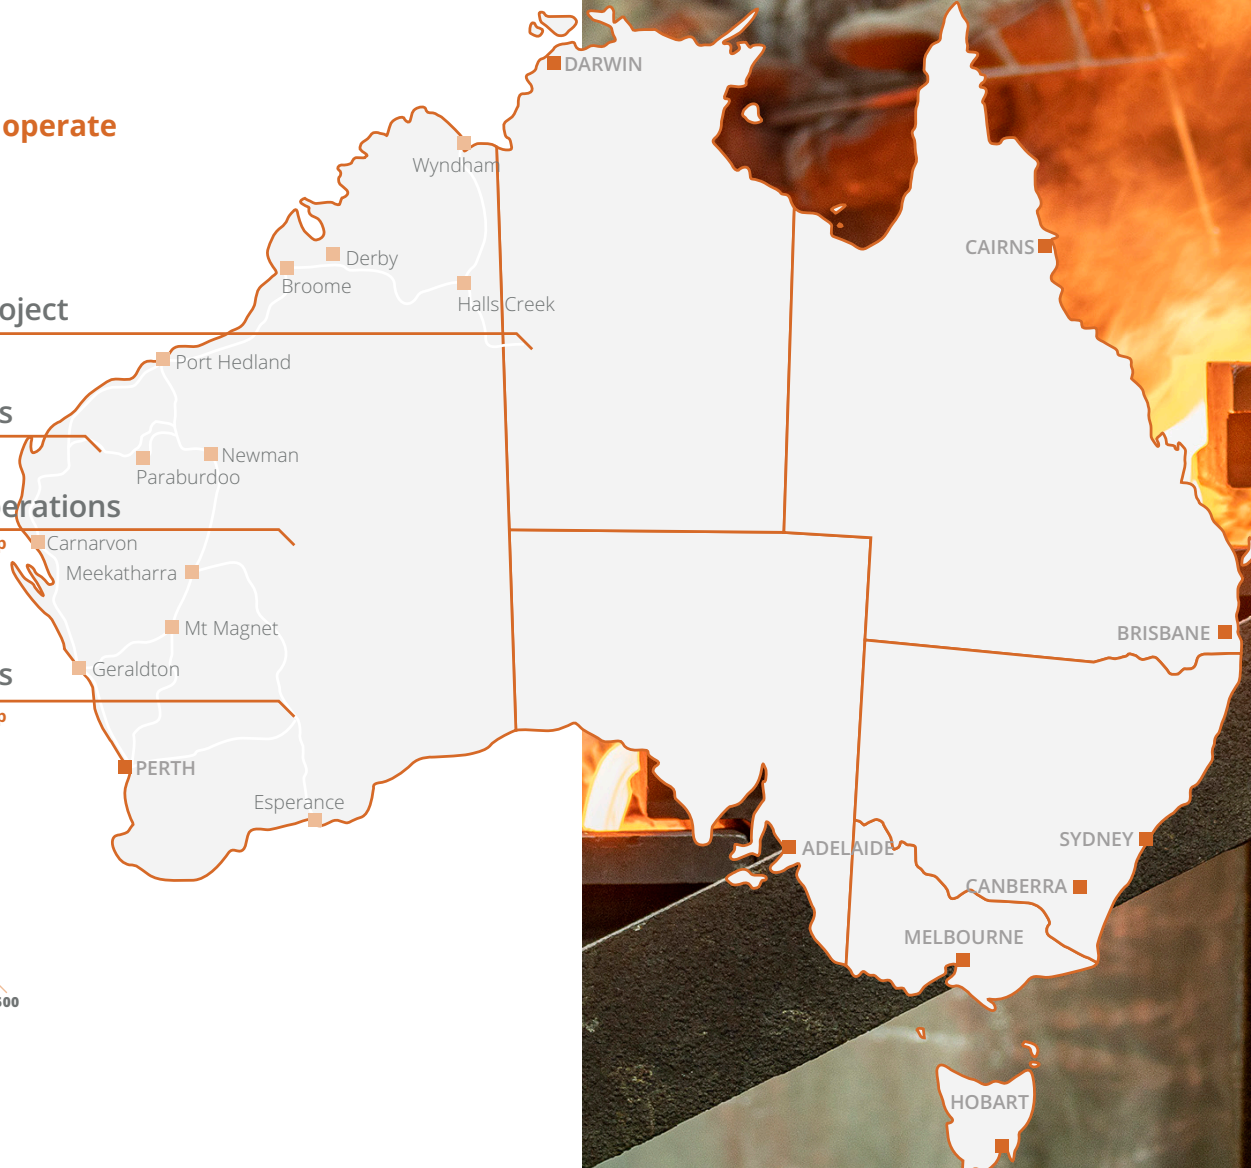 DARWIN
operate
Wyndham
CAIRNS
Derby
Broome
Halls Creek
oject
Port Hedland
s
Newman
Paraburdoo
erations
p
Carnarvon
Meekatharra
Mt Magnet
BRISBANE
Geraldton
s
p
PERTH
Esperance
SYDNEY
ADELAIDE
CANBERRA
MELBOURNE
500
HOBART